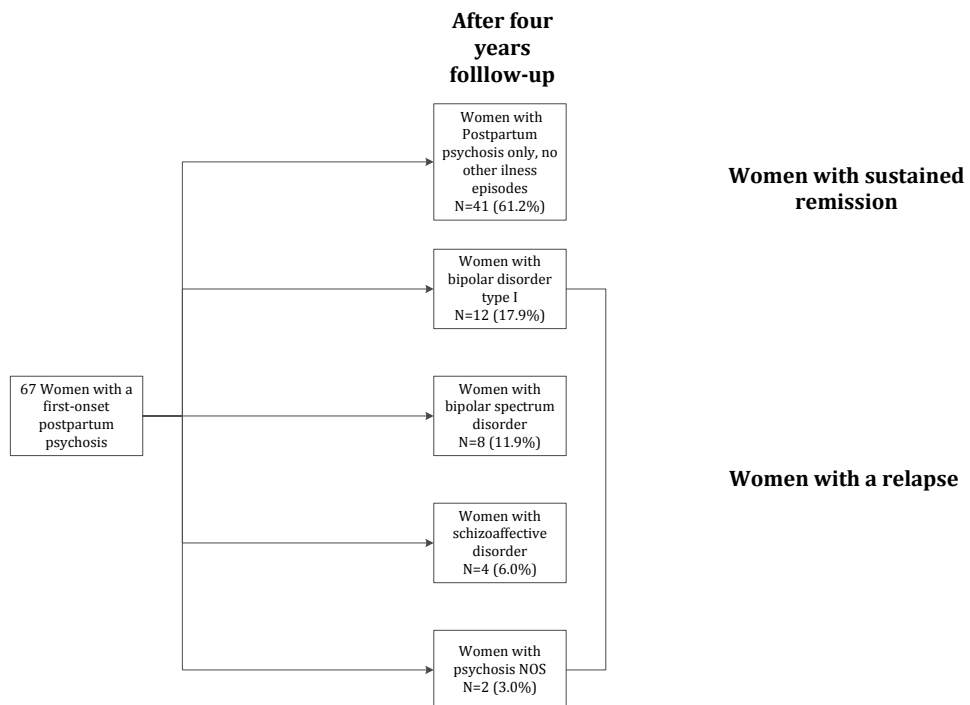 After four
years
folllow-up
Women with
Postpartum
psychosis only, no
other ilness
episodes
N=41 (61.2%)
Women with sustained
remission
Women with
bipolar disorder
type I
N=12 (17.9%)
67 Women with a
first-onset
postpartum
psychosis
Women with
bipolar spectrum
disorder
N=8 (11.9%)
Women with a relapse
Women with
schizoaffective
disorder
N=4 (6.0%)
Women with
psychosis NOS
N=2 (3.0%)